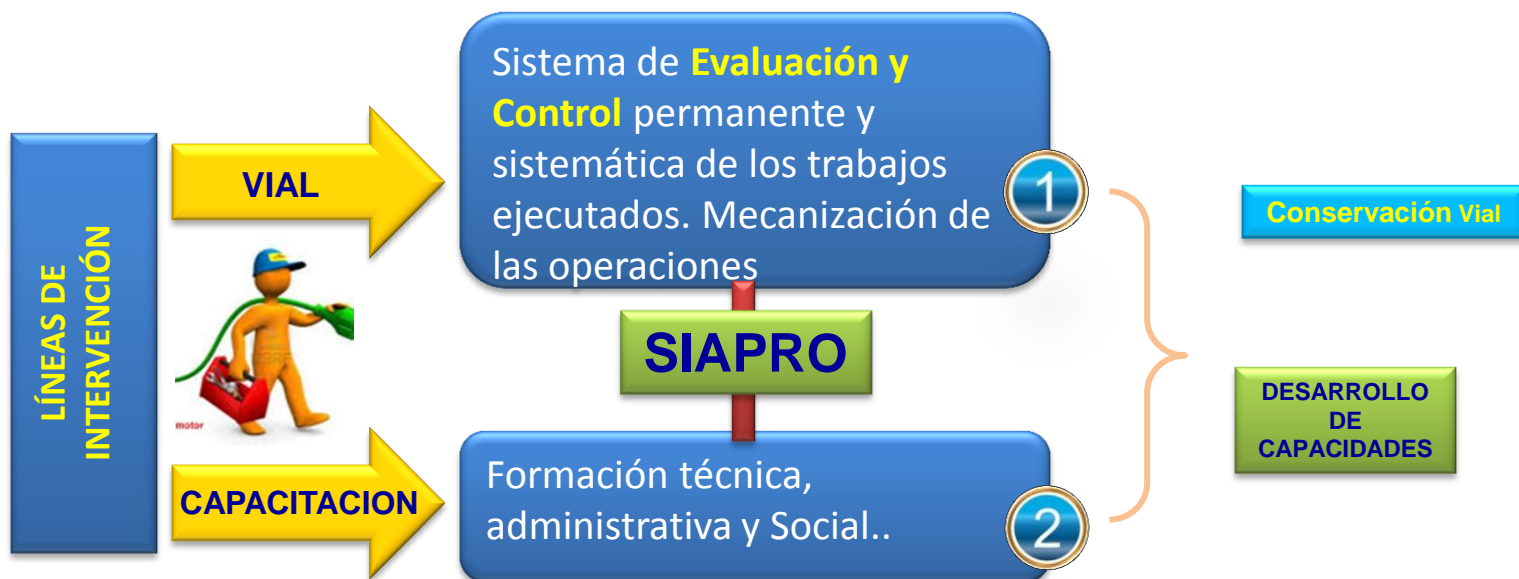 LÍNEAS DE
INTERVENCIÓN
VIAL
Sistema de Evaluación y
Control permanente y
sistemática de los trabajos
ejecutados. Mecanización de
las operaciones
1
motor
SIAPRO
CAPACITACION
Formación técnica,
administrativa y Social..
2
Conservación Vial
DESARROLLO
DE
CAPACIDADES